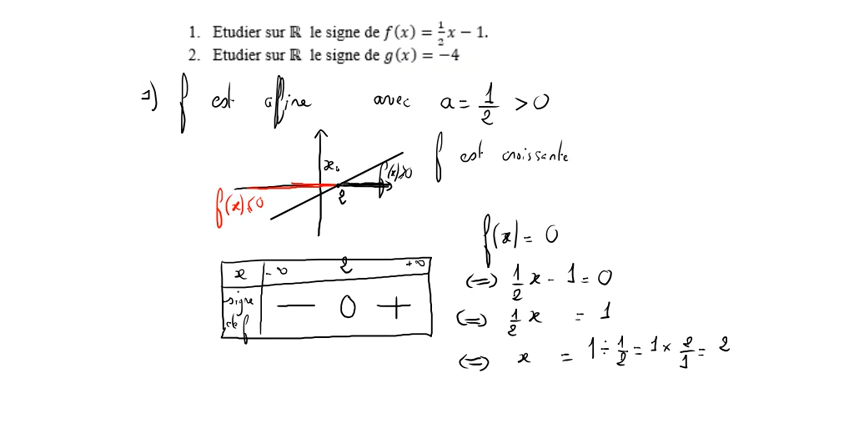 1. Etudier sur ℝ le signe de f(x) = 1/2 x − 1.
2. Etudier sur ℝ le signe de g(x) = −4
1) f est affine avec a = 1/2 > 0
f est croissante
x₀
f(x)>0
2
f(x)≤0
f(x) = 0
x | -∞ 2 +∞
(=) 1/2 x - 1 = 0
signe de f | — 0 +
(=) 1/2 x = 1
(=) x = 1 ÷ 1/2 = 1 × 2/1 = 2